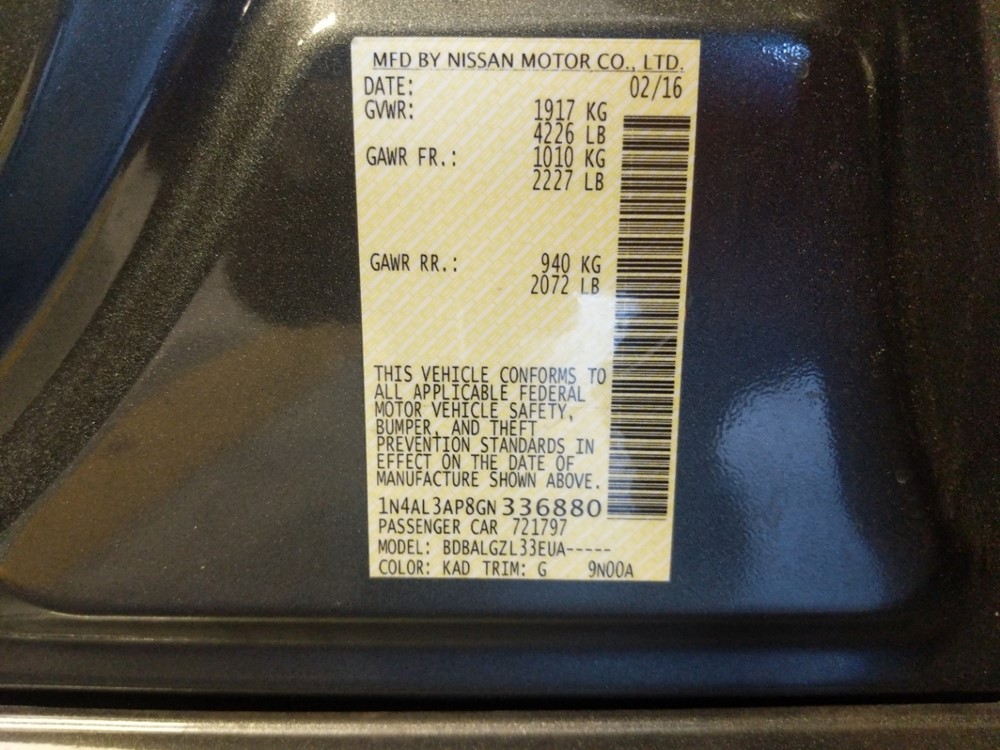 MFD BY NISSAN MOTOR CO., LTD.
DATE: 02/16
GVWR: 1917 KG
4226 LB
GAWR FR.: 1010 KG
2227 LB
GAWR RR.: 940 KG
2072 LB
THIS VEHICLE CONFORMS TO
ALL APPLICABLE FEDERAL
MOTOR VEHICLE SAFETY,
BUMPER, AND THEFT
PREVENTION STANDARDS IN
EFFECT ON THE DATE OF
MANUFACTURE SHOWN ABOVE.
1N4AL3AP8GN336880
PASSENGER CAR 721797
MODEL: BDBALGZL33EUA-----
COLOR: KAD TRIM: G 9N00A